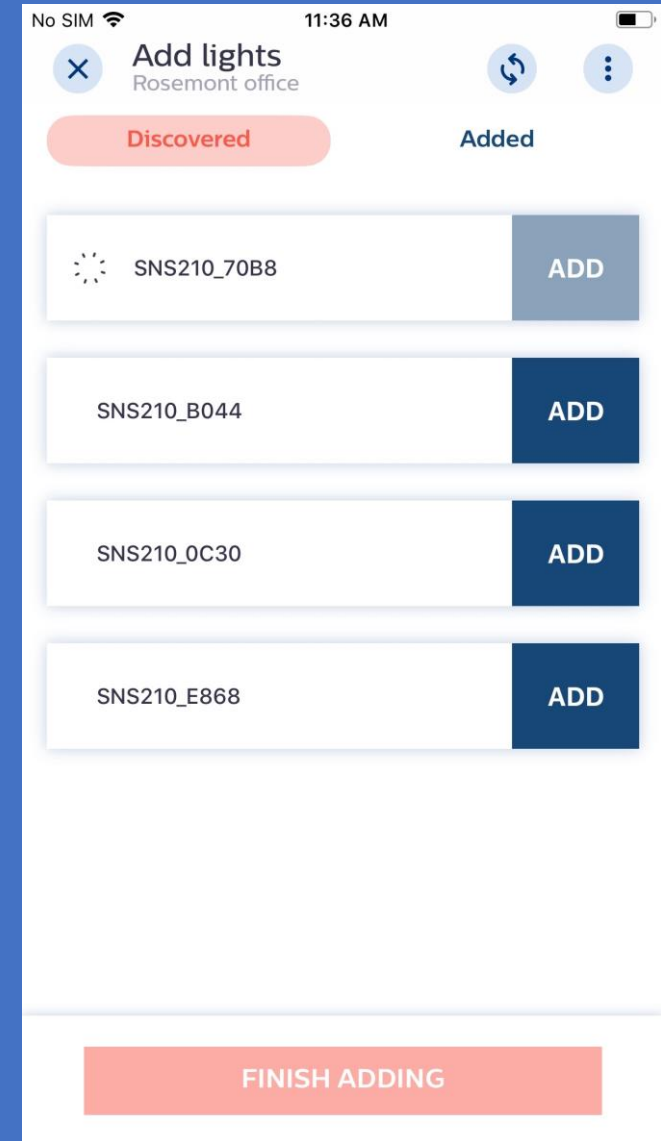 No SIM 11:36 AM
Add lights
Rosemont office
Discovered Added
SNS210_70B8 ADD
SNS210_B044 ADD
SNS210_0C30 ADD
SNS210_E868 ADD
FINISH ADDING